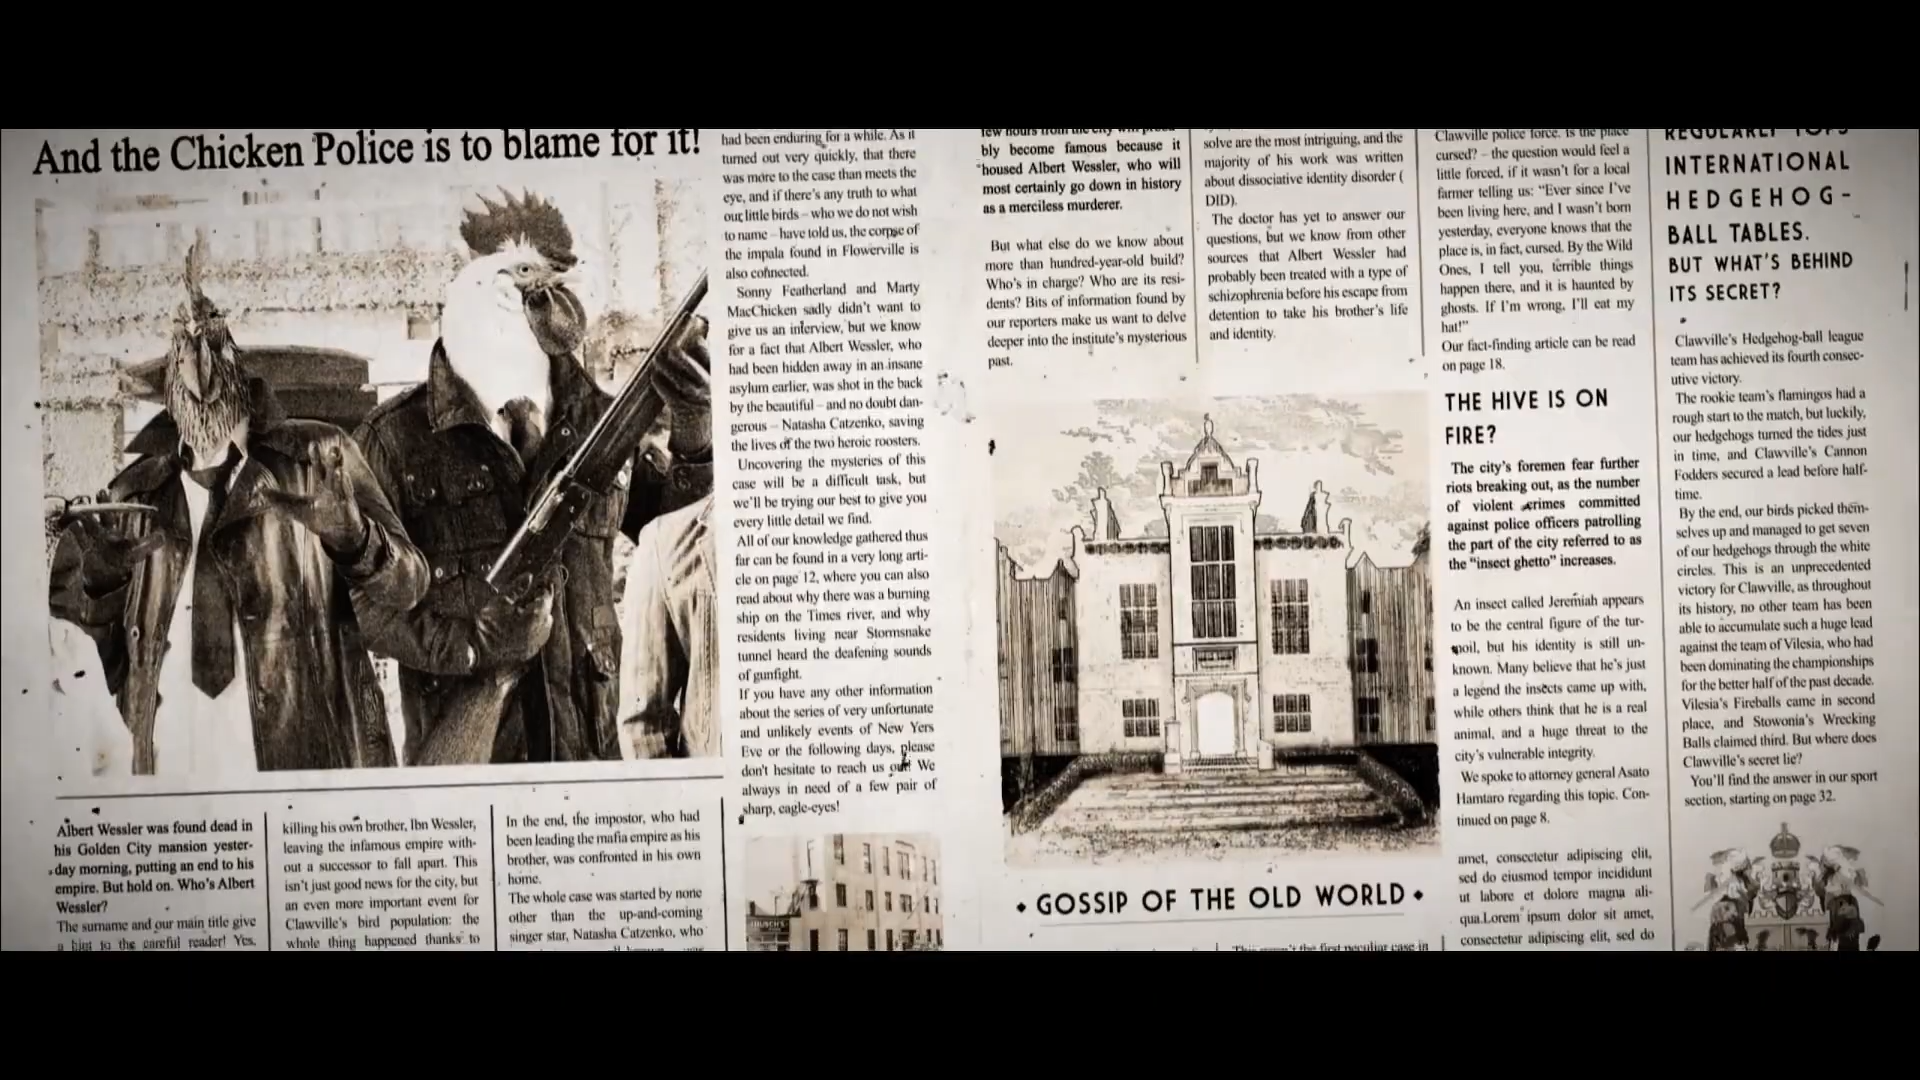 And the Chicken Police is to blame for it!
Albert Wessler was found dead in
his Golden City mansion yester-
day morning, putting an end to his
empire. But hold on. Who's Albert
Wessler?
The surname and our main title give
a hint to the careful reader! Yes,
killing his own brother, Ibn Wessler,
leaving the infamous empire with-
out a successor to fall apart. This
isn't just good news for the city, but
an even more important event for
Clawville's bird population: the
whole thing happened thanks to
In the end, the impostor, who had
been leading the mafia empire as his
brother, was confronted in his own
home.
The whole case was started by none
other than the up-and-coming
singer star, Natasha Catzenko, who
had been enduring for a while. As it
turned out very quickly, that there
was more to the case than meets the
eye, and if there's any truth to what
our little birds – who we do not wish
to name – have told us, the corpse of
the impala found in Flowerville is
also connected.
Sonny Featherland and Marty
MacChicken sadly didn't want to
give us an interview, but we know
for a fact that Albert Wessler, who
had been hidden away in an insane
asylum earlier, was shot in the back
by the beautiful – and no doubt dan-
gerous – Natasha Catzenko, saving
the lives of the two heroic roosters.
Uncovering the mysteries of this
case will be a difficult task, but
we'll be trying our best to give you
every little detail we find.
All of our knowledge gathered thus
far can be found in a very long arti-
cle on page 12, where you can also
read about why there was a burning
ship on the Times river, and why
residents living near Stormsnake
tunnel heard the deafening sounds
of gunfight.
If you have any other information
about the series of very unfortunate
and unlikely events of New Yers
Eve or the following days, please
don't hesitate to reach us out! We
always in need of a few pair of
sharp, eagle-eyes!
few hours from the city will
bly become famous because it
housed Albert Wessler, who will
most certainly go down in history
as a merciless murderer.
But what else do we know about
more than hundred-year-old build?
Who's in charge? Who are its resi-
dents? Bits of information found by
our reporters make us want to delve
deeper into the institute's mysterious
past.
solve are the most intriguing, and the
majority of his work was written
about dissociative identity disorder (
DID).
The doctor has yet to answer our
questions, but we know from other
sources that Albert Wessler had
probably been treated with a type of
schizophrenia before his escape from
detention to take his brother's life
and identity.
GOSSIP OF THE OLD WORLD
the first peculiar case in
Clawville police force. Is the place
cursed? – the question would feel a
little forced, if it wasn't for a local
farmer telling us: “Ever since I've
been living here, and I wasn't born
yesterday, everyone knows that the
place is, in fact, cursed. By the Wild
Ones, I tell you, terrible things
happen there, and it is haunted by
ghosts. If I'm wrong, I'll eat my
hat!”
Our fact-finding article can be read
on page 18.
THE HIVE IS ON
FIRE?
The city's foremen fear further
riots breaking out, as the number
of violent crimes committed
against police officers patrolling
the part of the city referred to as
the “insect ghetto” increases.
An insect called Jeremiah appears
to be the central figure of the tur-
moil, but his identity is still un-
known. Many believe that he's just
a legend the insects came up with,
while others think that he is a real
animal, and a huge threat to the
city's vulnerable integrity.
We spoke to attorney general Asato
Hamtaro regarding this topic. Con-
tinued on page 8.
amet, consectetur adipiscing elit,
sed do eiusmod tempor incididunt
ut labore et dolore magna ali-
qua.Lorem ipsum dolor sit amet,
consectetur adipiscing elit, sed do
REGULARLY TOPS
INTERNATIONAL
HEDGEHOG-
BALL TABLES.
BUT WHAT'S BEHIND
ITS SECRET?
Clawville's Hedgehog-ball league
team has achieved its fourth consec-
utive victory.
The rookie team's flamingos had a
rough start to the match, but luckily,
our hedgehogs turned the tides just
in time, and Clawville's Cannon
Fodders secured a lead before half-
time.
By the end, our birds picked them-
selves up and managed to get seven
of our hedgehogs through the white
circles. This is an unprecedented
victory for Clawville, as throughout
its history, no other team has been
able to accumulate such a huge lead
against the team of Vilesia, who had
been dominating the championships
for the better half of the past decade.
Vilesia's Fireballs came in second
place, and Stowonia's Wrecking
Balls claimed third. But where does
Clawville's secret lie?
You'll find the answer in our sport
section, starting on page 32.